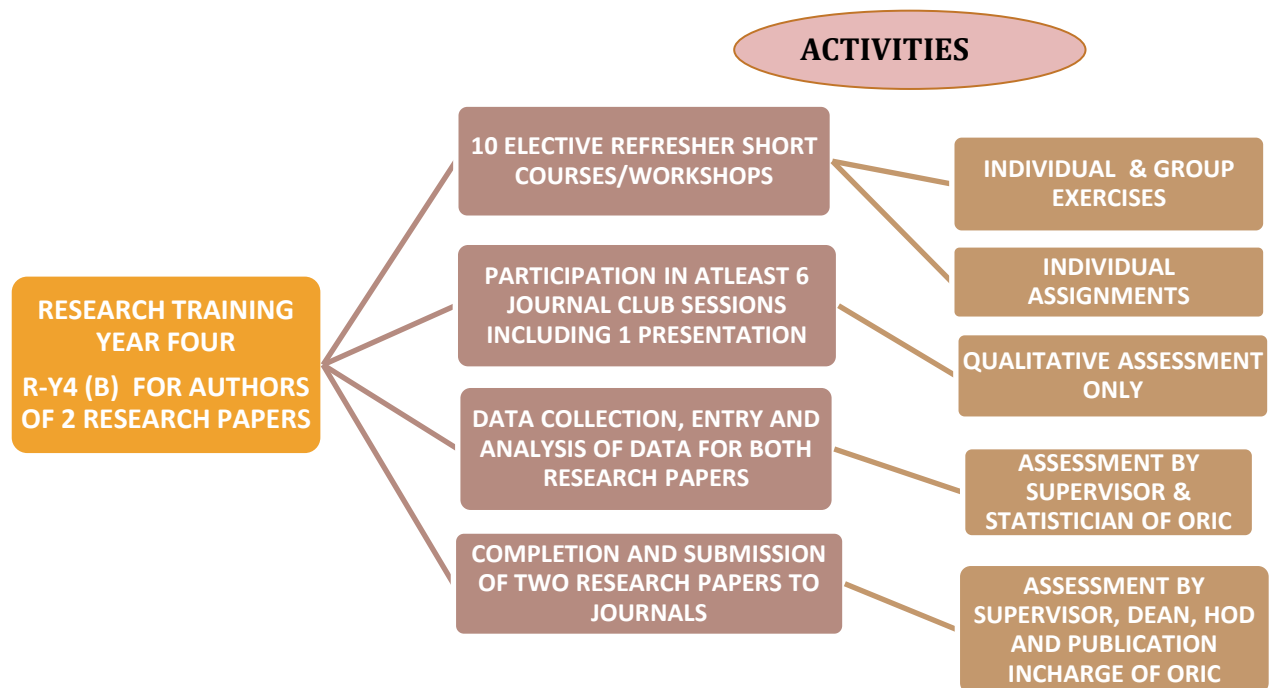 ACTIVITIES
RESEARCH TRAINING
YEAR FOUR
R-Y4 (B) FOR AUTHORS
OF 2 RESEARCH PAPERS
10 ELECTIVE REFRESHER SHORT
COURSES/WORKSHOPS
INDIVIDUAL & GROUP
EXERCISES
INDIVIDUAL
ASSIGNMENTS
PARTICIPATION IN ATLEAST 6
JOURNAL CLUB SESSIONS
INCLUDING 1 PRESENTATION
QUALITATIVE ASSESSMENT
ONLY
DATA COLLECTION, ENTRY AND
ANALYSIS OF DATA FOR BOTH
RESEARCH PAPERS
ASSESSMENT BY
SUPERVISOR &
STATISTICIAN OF ORIC
COMPLETION AND SUBMISSION
OF TWO RESEARCH PAPERS TO
JOURNALS
ASSESSMENT BY
SUPERVISOR, DEAN, HOD
AND PUBLICATION
INCHARGE OF ORIC